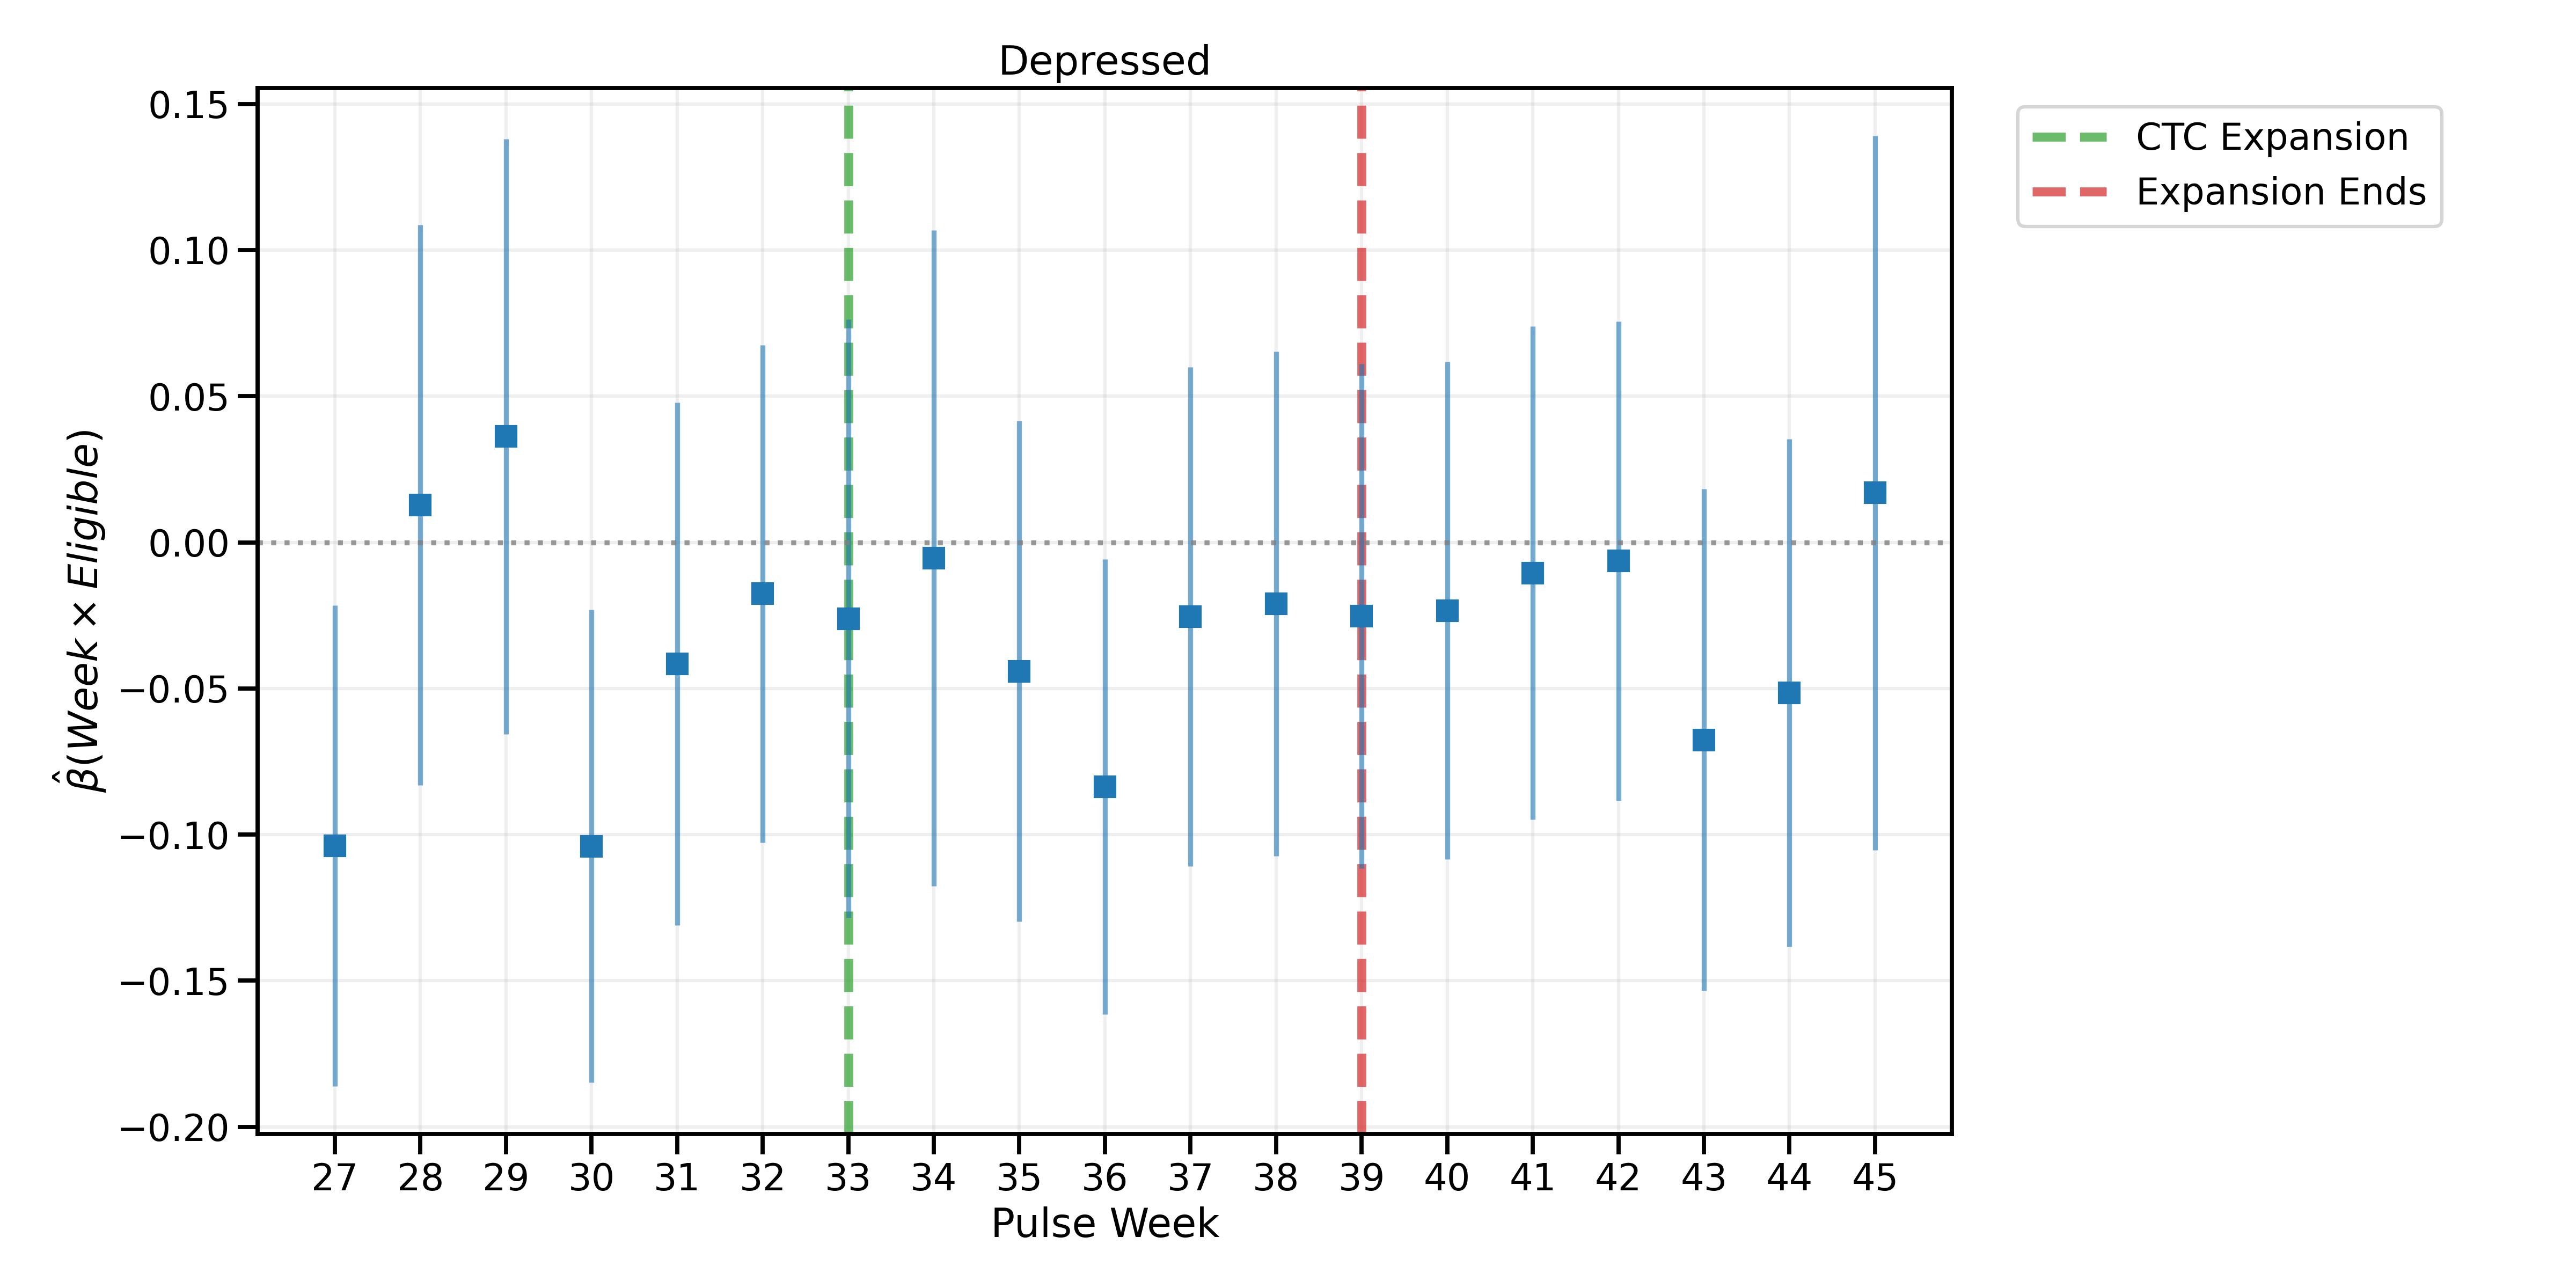 Depressed
0.15
0.10
0.05
0.00
−0.05
−0.10
−0.15
−0.20
β̂(Week × Eligible)
27 28 29 30 31 32 33 34 35 36 37 38 39 40 41 42 43 44 45
Pulse Week
CTC Expansion
Expansion Ends